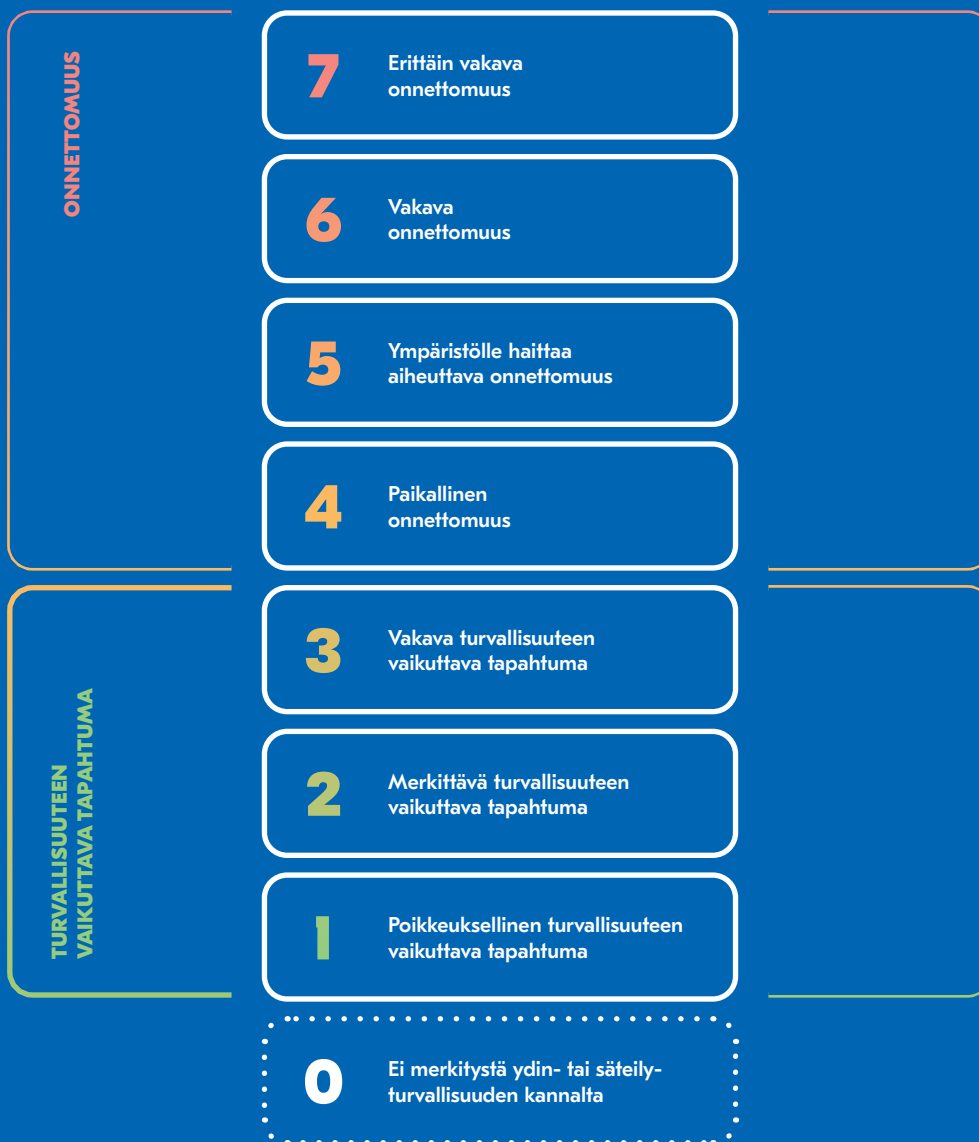 ONNETTOMUUS
7
Erittäin vakava
onnettomuus
6
Vakava
onnettomuus
5
Ympäristölle haittaa
aiheuttava onnettomuus
4
Paikallinen
onnettomuus
TURVALLISUUTEEN
VAIKUTTAVA TAPAHTUMA
3
Vakava turvallisuuteen
vaikuttava tapahtuma
2
Merkittävä turvallisuuteen
vaikuttava tapahtuma
1
Poikkeuksellinen turvallisuuteen
vaikuttava tapahtuma
0
Ei merkitystä ydin- tai säteily-
turvallisuuden kannalta